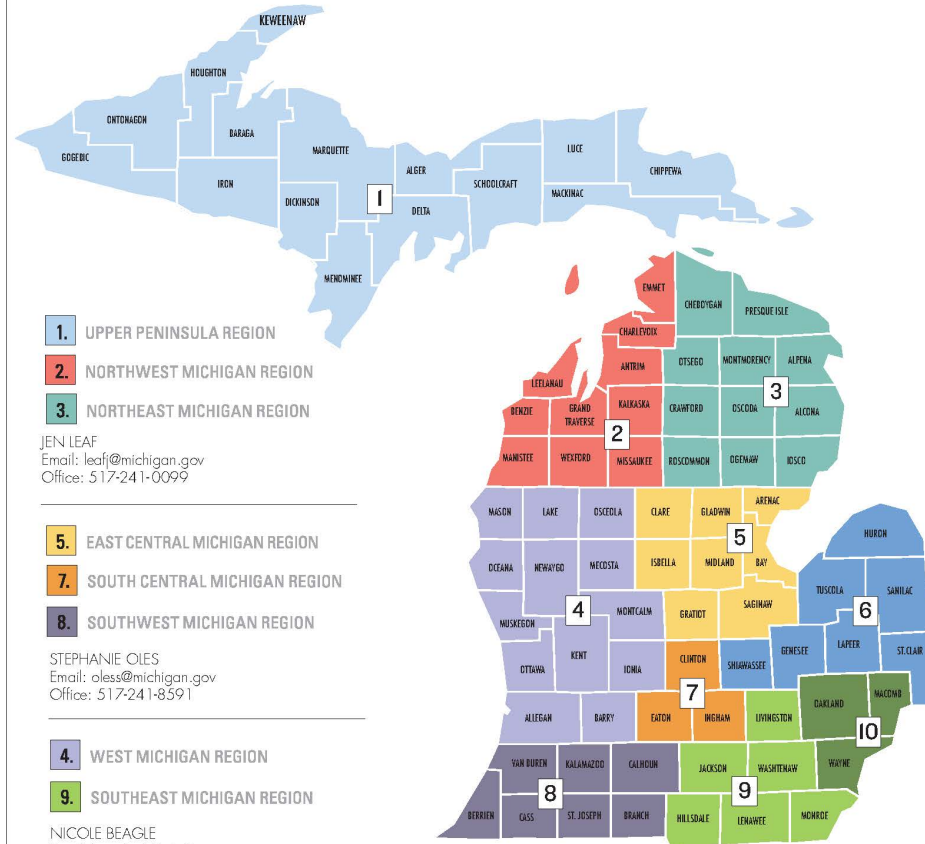 KEWEENAW
HOUGHTON
ONTONAGON
BARAGA
GOGEBIC
MARQUETTE
LUCE
ALGER
CHIPPEWA
IRON
SCHOOLCRAFT
MACKINAC
DICKINSON
1
DELTA
MENOMINEE
EMMET
CHEBOYGAN
PRESQUE ISLE
CHARLEVOIX
1. UPPER PENINSULA REGION
2. NORTHWEST MICHIGAN REGION
3. NORTHEAST MICHIGAN REGION
JEN LEAF
Email: leafj@michigan.gov
Office: 517-241-0099
ANTRIM
OTSEGO
MONTMORENCY
ALPENA
LEELANAU
3
BENZIE
GRAND
TRAVERSE
KALKASKA
CRAWFORD
OSCODA
ALCONA
2
MANISTEE
WEXFORD
MISSAUKEE
ROSCOMMON
OGEMAW
IOSCO
5. EAST CENTRAL MICHIGAN REGION
7. SOUTH CENTRAL MICHIGAN REGION
8. SOUTHWEST MICHIGAN REGION
STEPHANIE OLES
Email: oless@michigan.gov
Office: 517-241-8591
MASON
LAKE
OSCEOLA
CLARE
GLADWIN
ARENAC
5
HURON
OCEANA
NEWAYGO
MECOSTA
ISBELLA
MIDLAND
BAY
TUSCOLA
SANILAC
4
MONTCALM
GRATIOT
SAGINAW
6
MUSKEGON
KENT
OTTAWA
IONIA
CLINTON
SHIAWASSEE
GENESEE
LAPEER
ST.CLAIR
7
ALLEGAN
BARRY
EATON
INGHAM
LIVINGSTON
OAKLAND
MACOMB
10
4. WEST MICHIGAN REGION
9. SOUTHEAST MICHIGAN REGION
NICOLE BEAGLE
VAN BUREN
KALAMAZOO
CALHOUN
JACKSON
WASHTENAW
WAYNE
8
9
BERRIEN
CASS
ST. JOSEPH
BRANCH
HILLSDALE
LENAWEE
MONROE